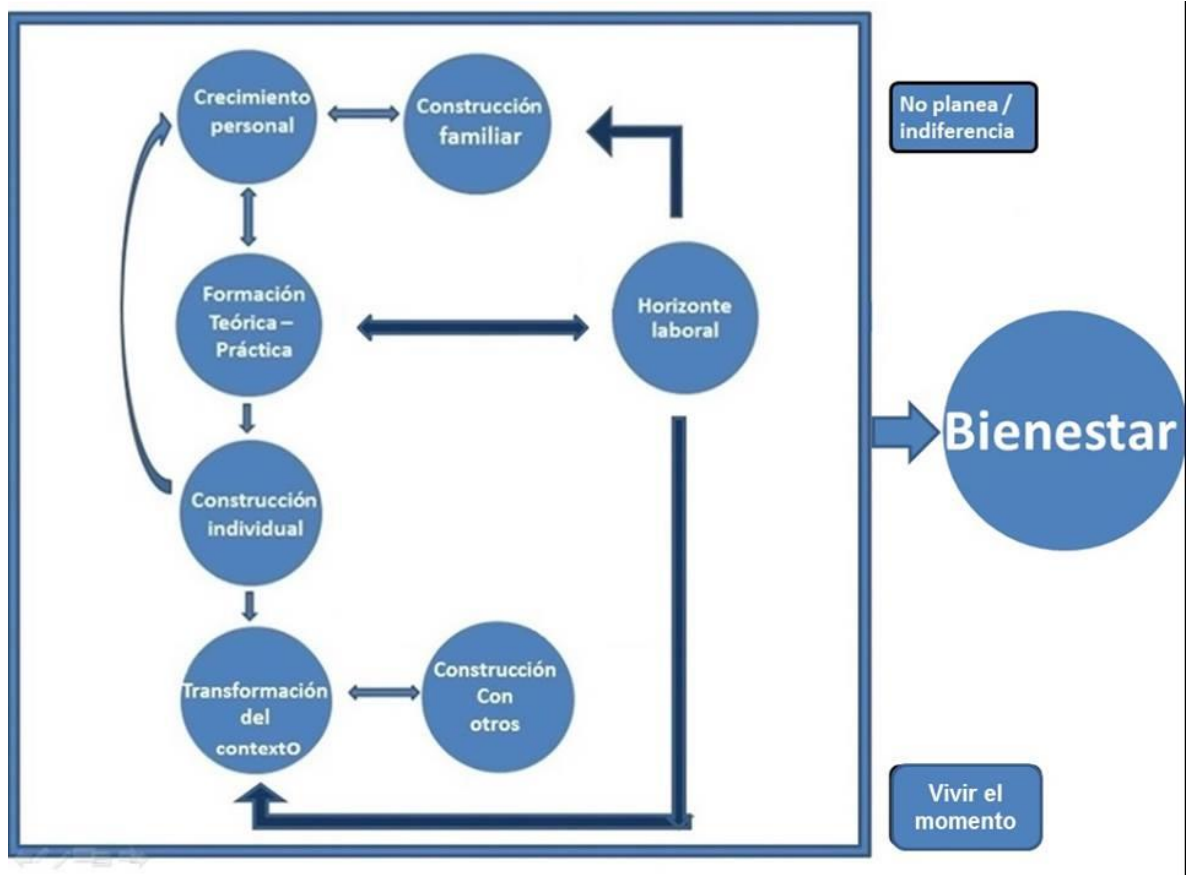 Crecimiento
personal
Construcción
familiar
No planea /
indiferencia
Formación
Teórica –
Práctica
Horizonte
laboral
Bienestar
Construcción
individual
Transformación
del
contextO
Construcción
Con
otros
Vivir el
momento